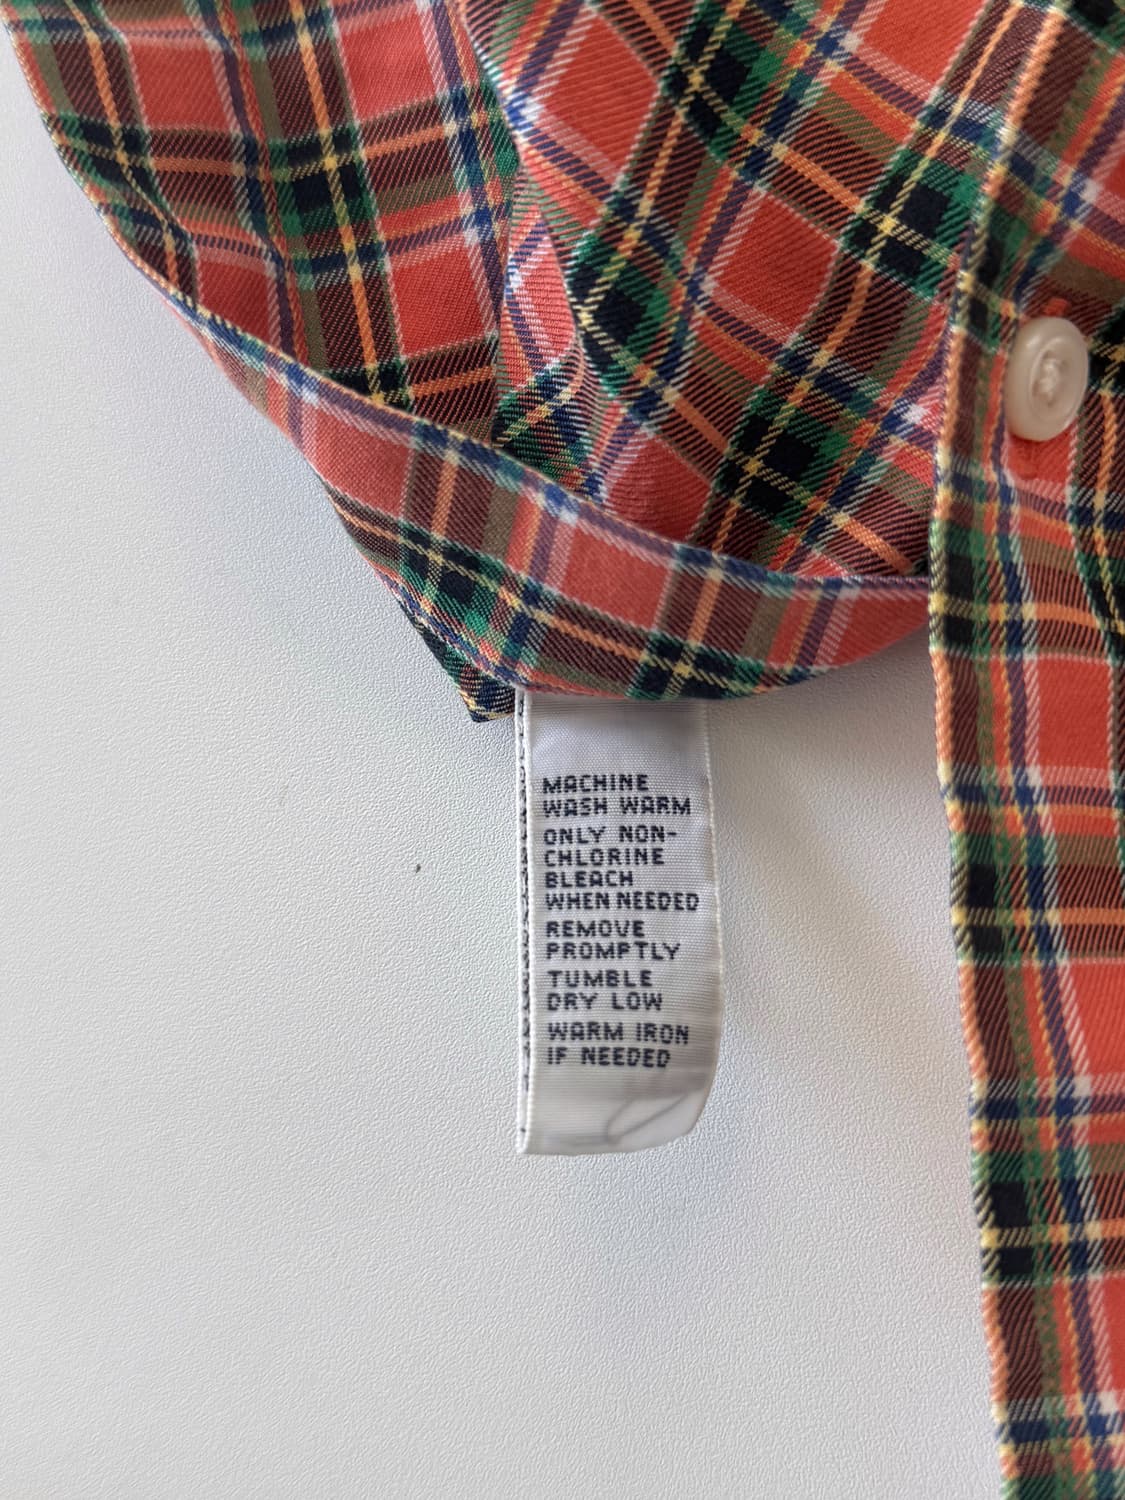 MACHINE
WASH WARM
ONLY NON-
CHLORINE
BLEACH
WHEN NEEDED
REMOVE
PROMPTLY
TUMBLE
DRY LOW
WARM IRON
IF NEEDED